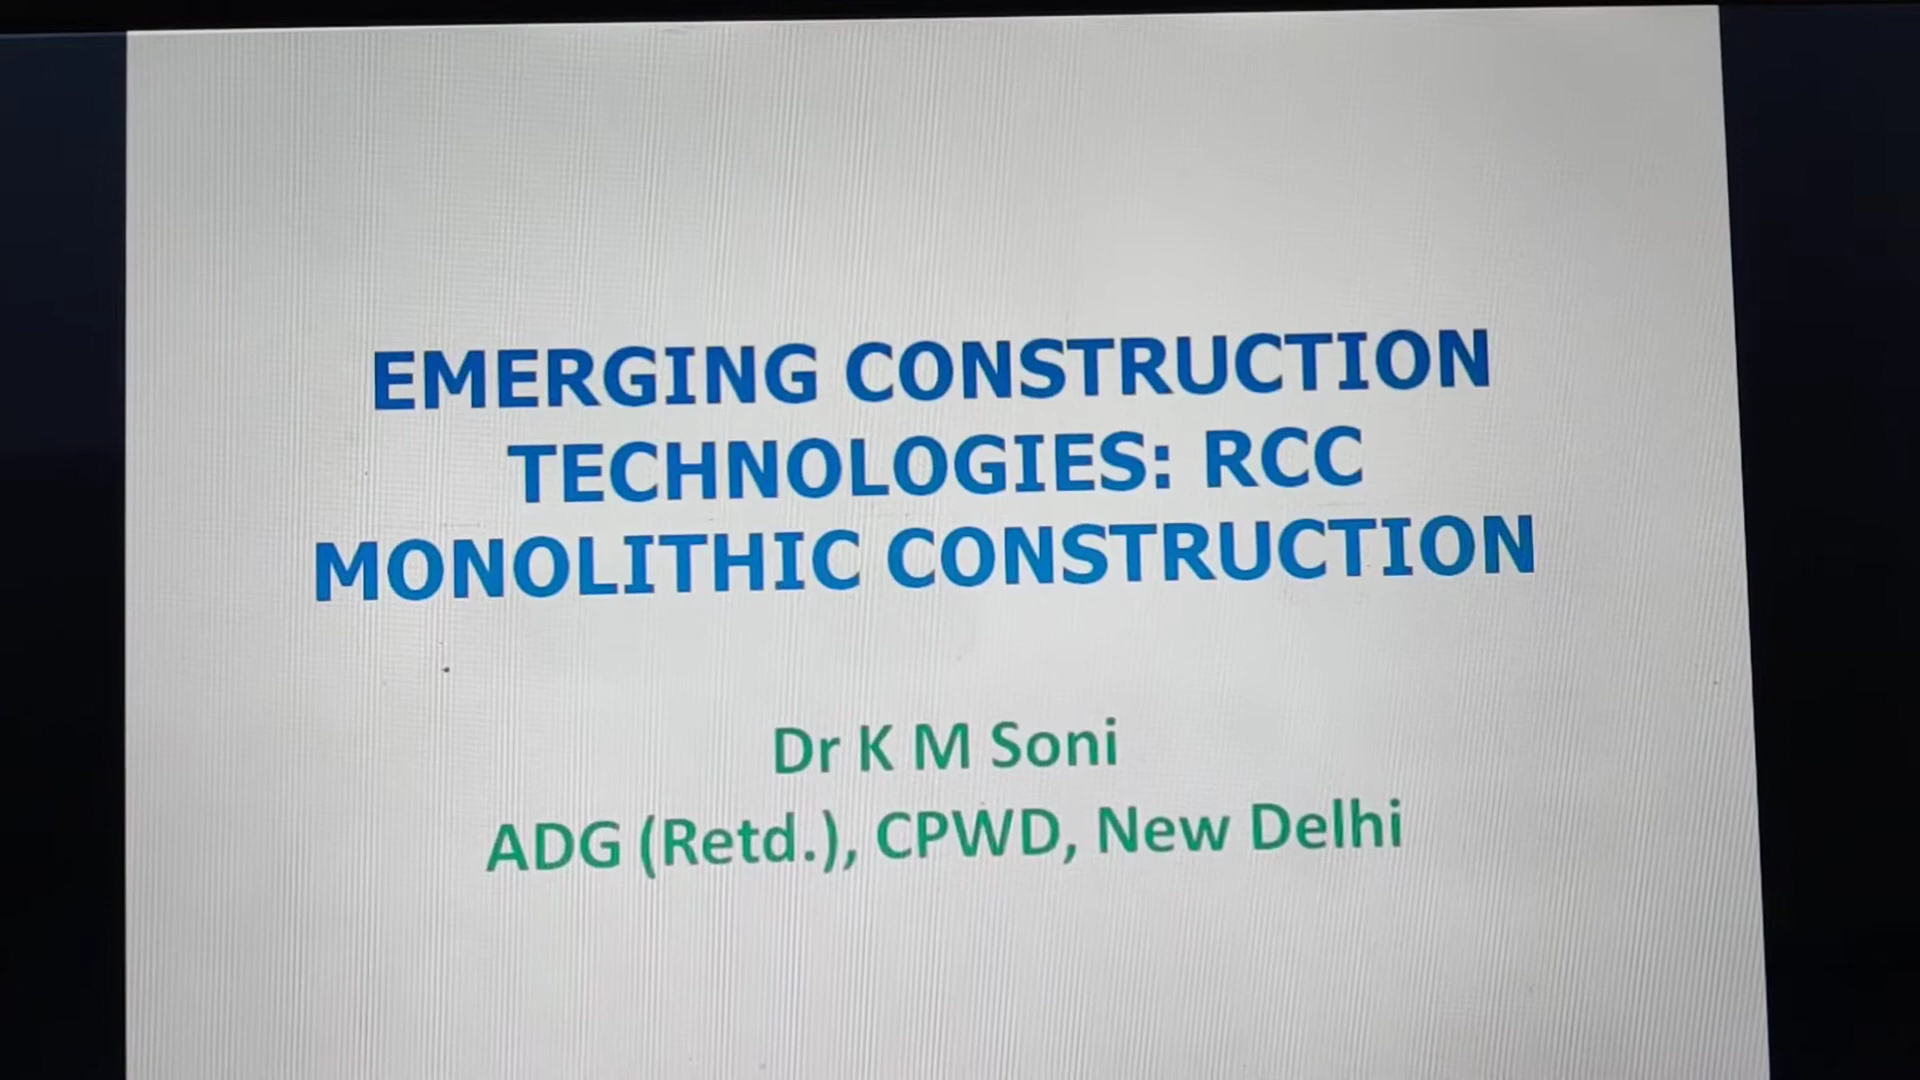 EMERGING CONSTRUCTION
TECHNOLOGIES: RCC
MONOLITHIC CONSTRUCTION
Dr K M Soni
ADG (Retd.), CPWD, New Delhi